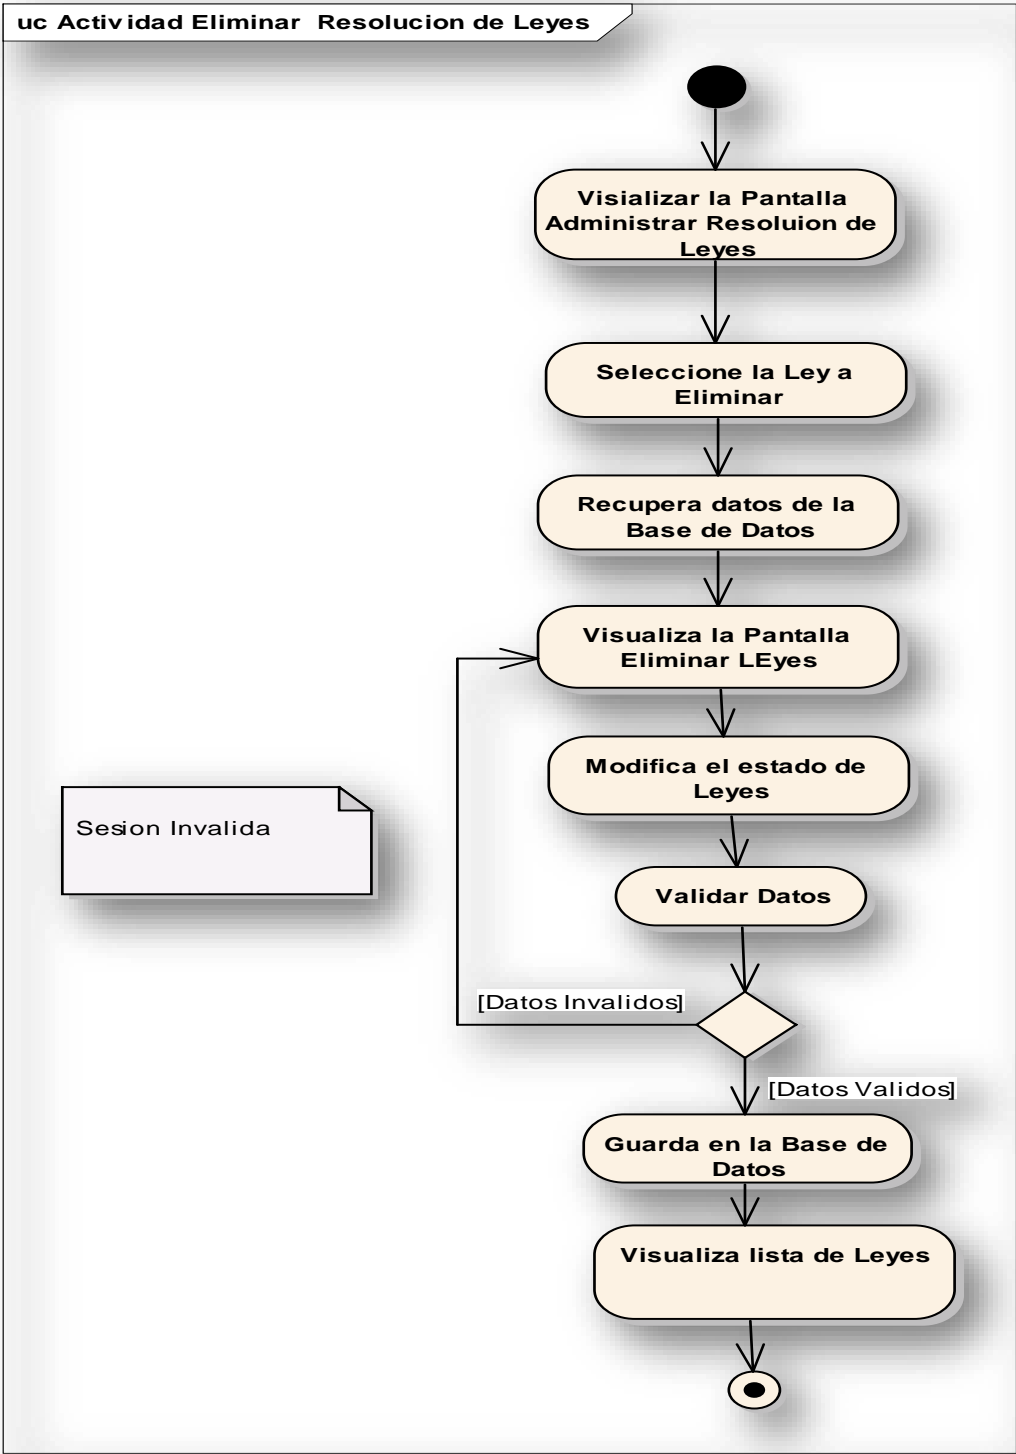 uc Actividad Eliminar Resolucion de Leyes
Visializar la Pantalla
Administrar Resoluion de
Leyes
Seleccione la Ley a
Eliminar
Recupera datos de la
Base de Datos
Visualiza la Pantalla
Eliminar LEyes
Modifica el estado de
Leyes
Sesion Invalida
Validar Datos
[Datos Invalidos]
[Datos Validos]
Guarda en la Base de
Datos
Visualiza lista de Leyes